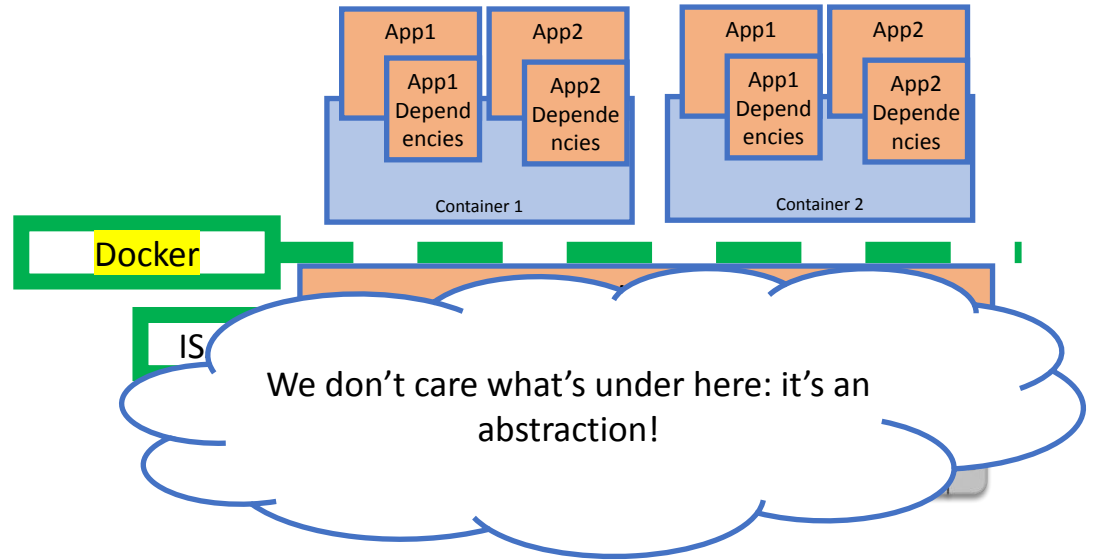 App1
App2
App1
App2
App1
Depend
encies
App2
Depende
ncies
App1
Depend
encies
App2
Depende
ncies
Container 1
Container 2
Docker
IS
We don’t care what’s under here: it’s an
abstraction!